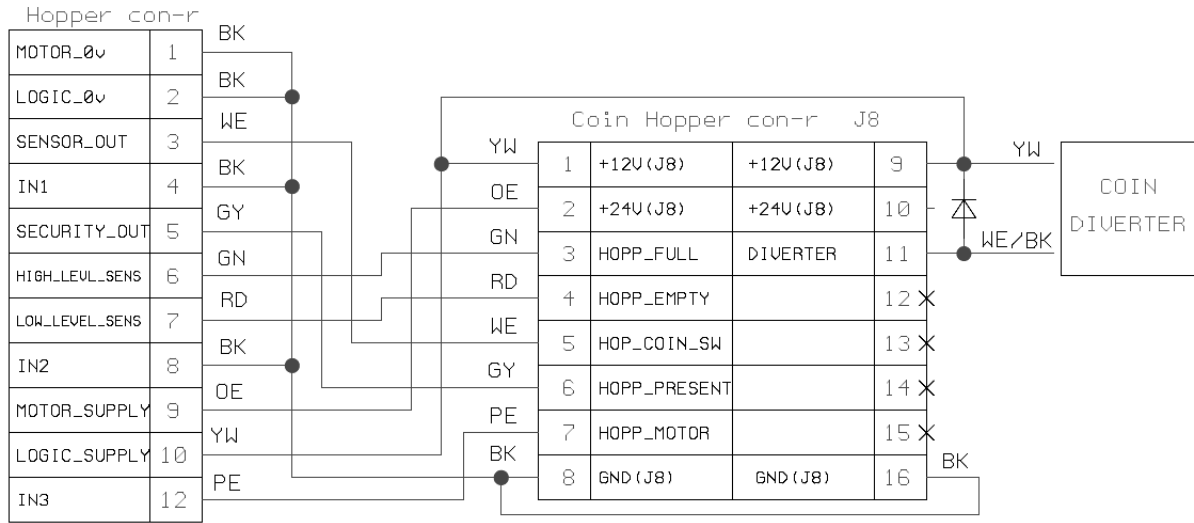 Hopper con-r
MOTOR_0v 1 BK
LOGIC_0v 2 BK
SENSOR_OUT 3 WE
IN1 4 BK
SECURITY_OUT 5 GY
HIGH_LEVL_SENS 6 GN
LOW_LEVEL_SENS 7 RD
IN2 8 BK
MOTOR_SUPPLY 9 OE
LOGIC_SUPPLY 10 YW
IN3 12 PE
Coin Hopper con-r J8
YW 1 +12V(J8) +12V(J8) 9 YW
OE 2 +24V(J8) +24V(J8) 10
GN 3 HOPP_FULL DIVERTER 11 WE/BK
RD 4 HOPP_EMPTY 12
WE 5 HOP_COIN_SW 13
GY 6 HOPP_PRESENT 14
PE 7 HOPP_MOTOR 15
BK 8 GND(J8) GND(J8) 16 BK
COIN
DIVERTER